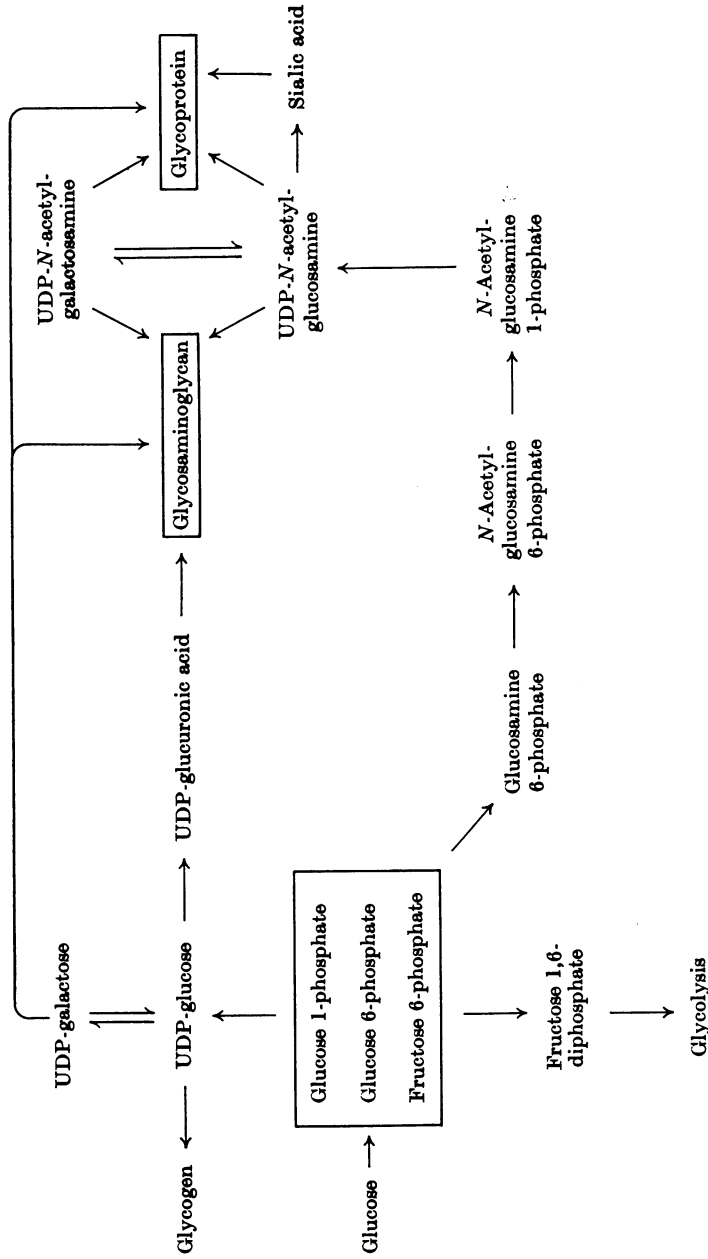 UDP-N-acetyl-
galactosamine
UDP-galactose
Glycogen
UDP-glucose
UDP-glucuronic acid
Glycosaminoglycan
Glycoprotein
UDP-N-acetyl-
glucosamine
Sialic acid
Glucose
Glucose 1-phosphate
Glucose 6-phosphate
Fructose 6-phosphate
Glucosamine
6-phosphate
N-Acetyl-
glucosamine
6-phosphate
N-Acetyl-
glucosamine
1-phosphate
Fructose 1,6-
diphosphate
Glycolysis